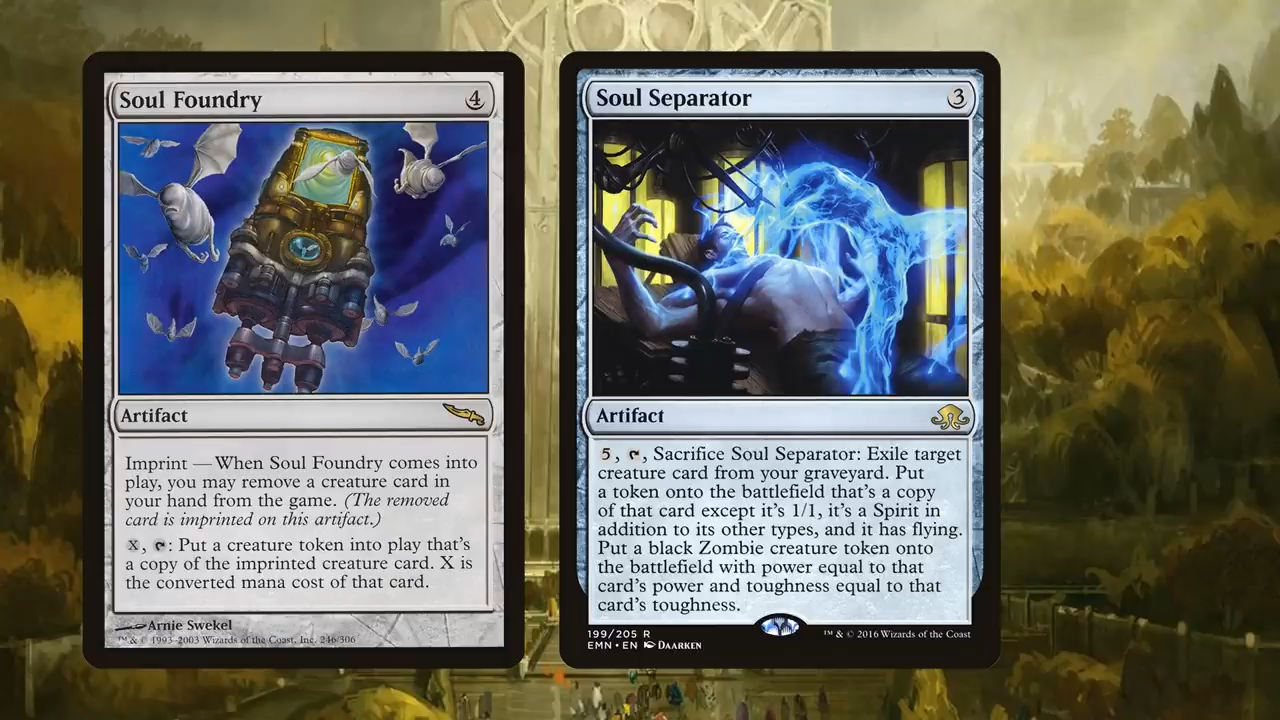 Soul Foundry 4
Artifact
Imprint — When Soul Foundry comes into
play, you may remove a creature card in
your hand from the game. (The removed
card is imprinted on this artifact.)
X, : Put a creature token into play that's
a copy of the imprinted creature card. X is
the converted mana cost of that card.
Arnie Swekel
™ & © 1993–2003 Wizards of the Coast, Inc. 246/306
Soul Separator 3
Artifact
5, , Sacrifice Soul Separator: Exile target
creature card from your graveyard. Put
a token onto the battlefield that's a copy
of that card except it's 1/1, it's a Spirit in
addition to its other types, and it has flying.
Put a black Zombie creature token onto
the battlefield with power equal to that
card's power and toughness equal to that
card's toughness.
199/205 R
EMN • EN Daarken
™ & © 2016 Wizards of the Coast